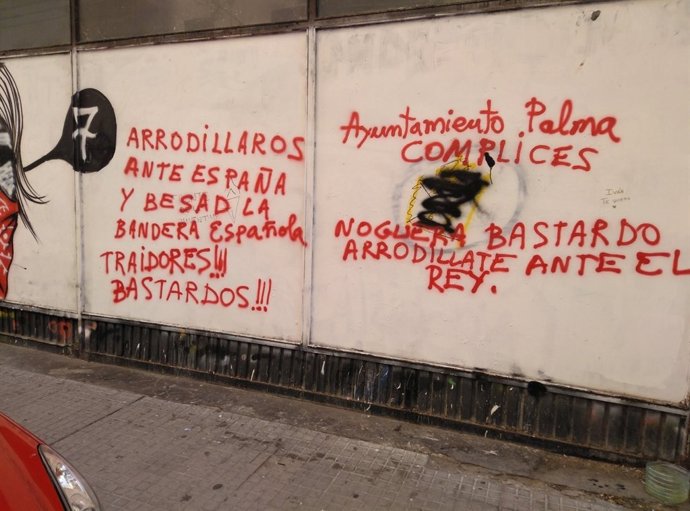 7
ARRODILLAROS
ANTE ESPAÑA
Y BESAD LA
BANDERA Española
TRAIDORES!!!
BASTARDOS!!!
Ayuntamiento Palma
COMPLICES
NOGUERA BASTARDO
ARRODILLATE ANTE EL
REY.